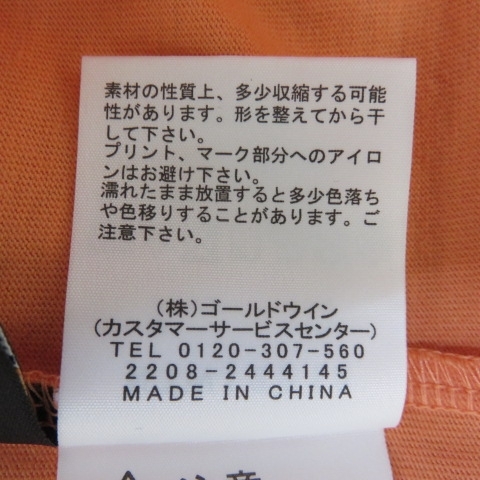 素材の性質上、多少収縮する可能
性があります。形を整えてから干
して下さい。
プリント、マーク部分へのアイロ
ンはお避け下さい。
濡れたまま放置すると多少色落ち
や色移りすることがあります。ご
注意下さい。
(株)ゴールドウイン
(カスタマーサービスセンター)
TEL 0120-307-560
2208-2444145
MADE IN CHINA